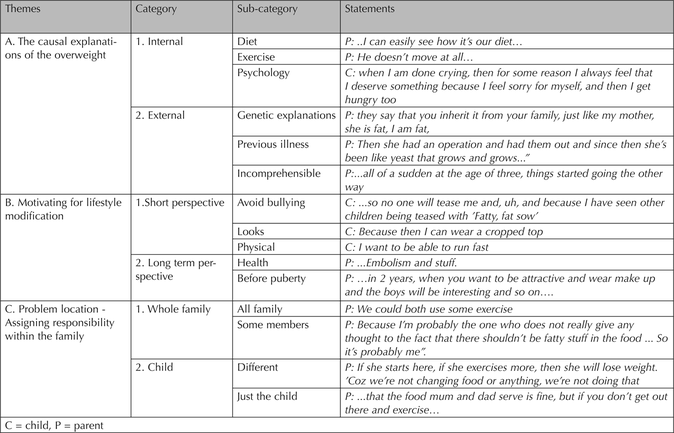 Themes Category Sub-category Statements
A. The causal explanati- 1. Internal Diet P: ..I can easily see how it's our diet…
ons of the overweight Exercise P: He doesn't move at all…
Psychology C: when I am done crying, then for some reason I always feel that
I deserve something because I feel sorry for myself, and then I get
hungry too
2. External Genetic explanations P: they say that you inherit it from your family, just like my mother,
she is fat, I am fat,
Previous illness P: Then she had an operation and had them out and since then she's
been like yeast that grows and grows..."
Incomprehensible P:...all of a sudden at the age of three, things started going the other
way
B. Motivating for lifestyle 1.Short perspective Avoid bullying C: ...so no one will tease me and, uh, and because I have seen other
modification children being teased with 'Fatty, fat sow'
Looks C: Because then I can wear a cropped top
Physical C: I want to be able to run fast
2. Long term per- Health P: ...Embolism and stuff.
spective Before puberty P: …in 2 years, when you want to be attractive and wear make up
and the boys will be interesting and so on….
C. Problem location - 1. Whole family All family P: We could both use some exercise
Assigning responsibility Some members P: Because I'm probably the one who does not really give any
within the family thought to the fact that there shouldn't be fatty stuff in the food ... So
it's probably me".
2. Child Different P: If she starts here, if she exercises more, then she will lose weight.
'Coz we're not changing food or anything, we're not doing that
Just the child P: ...that the food mum and dad serve is fine, but if you don't get out
there and exercise…
C = child, P = parent